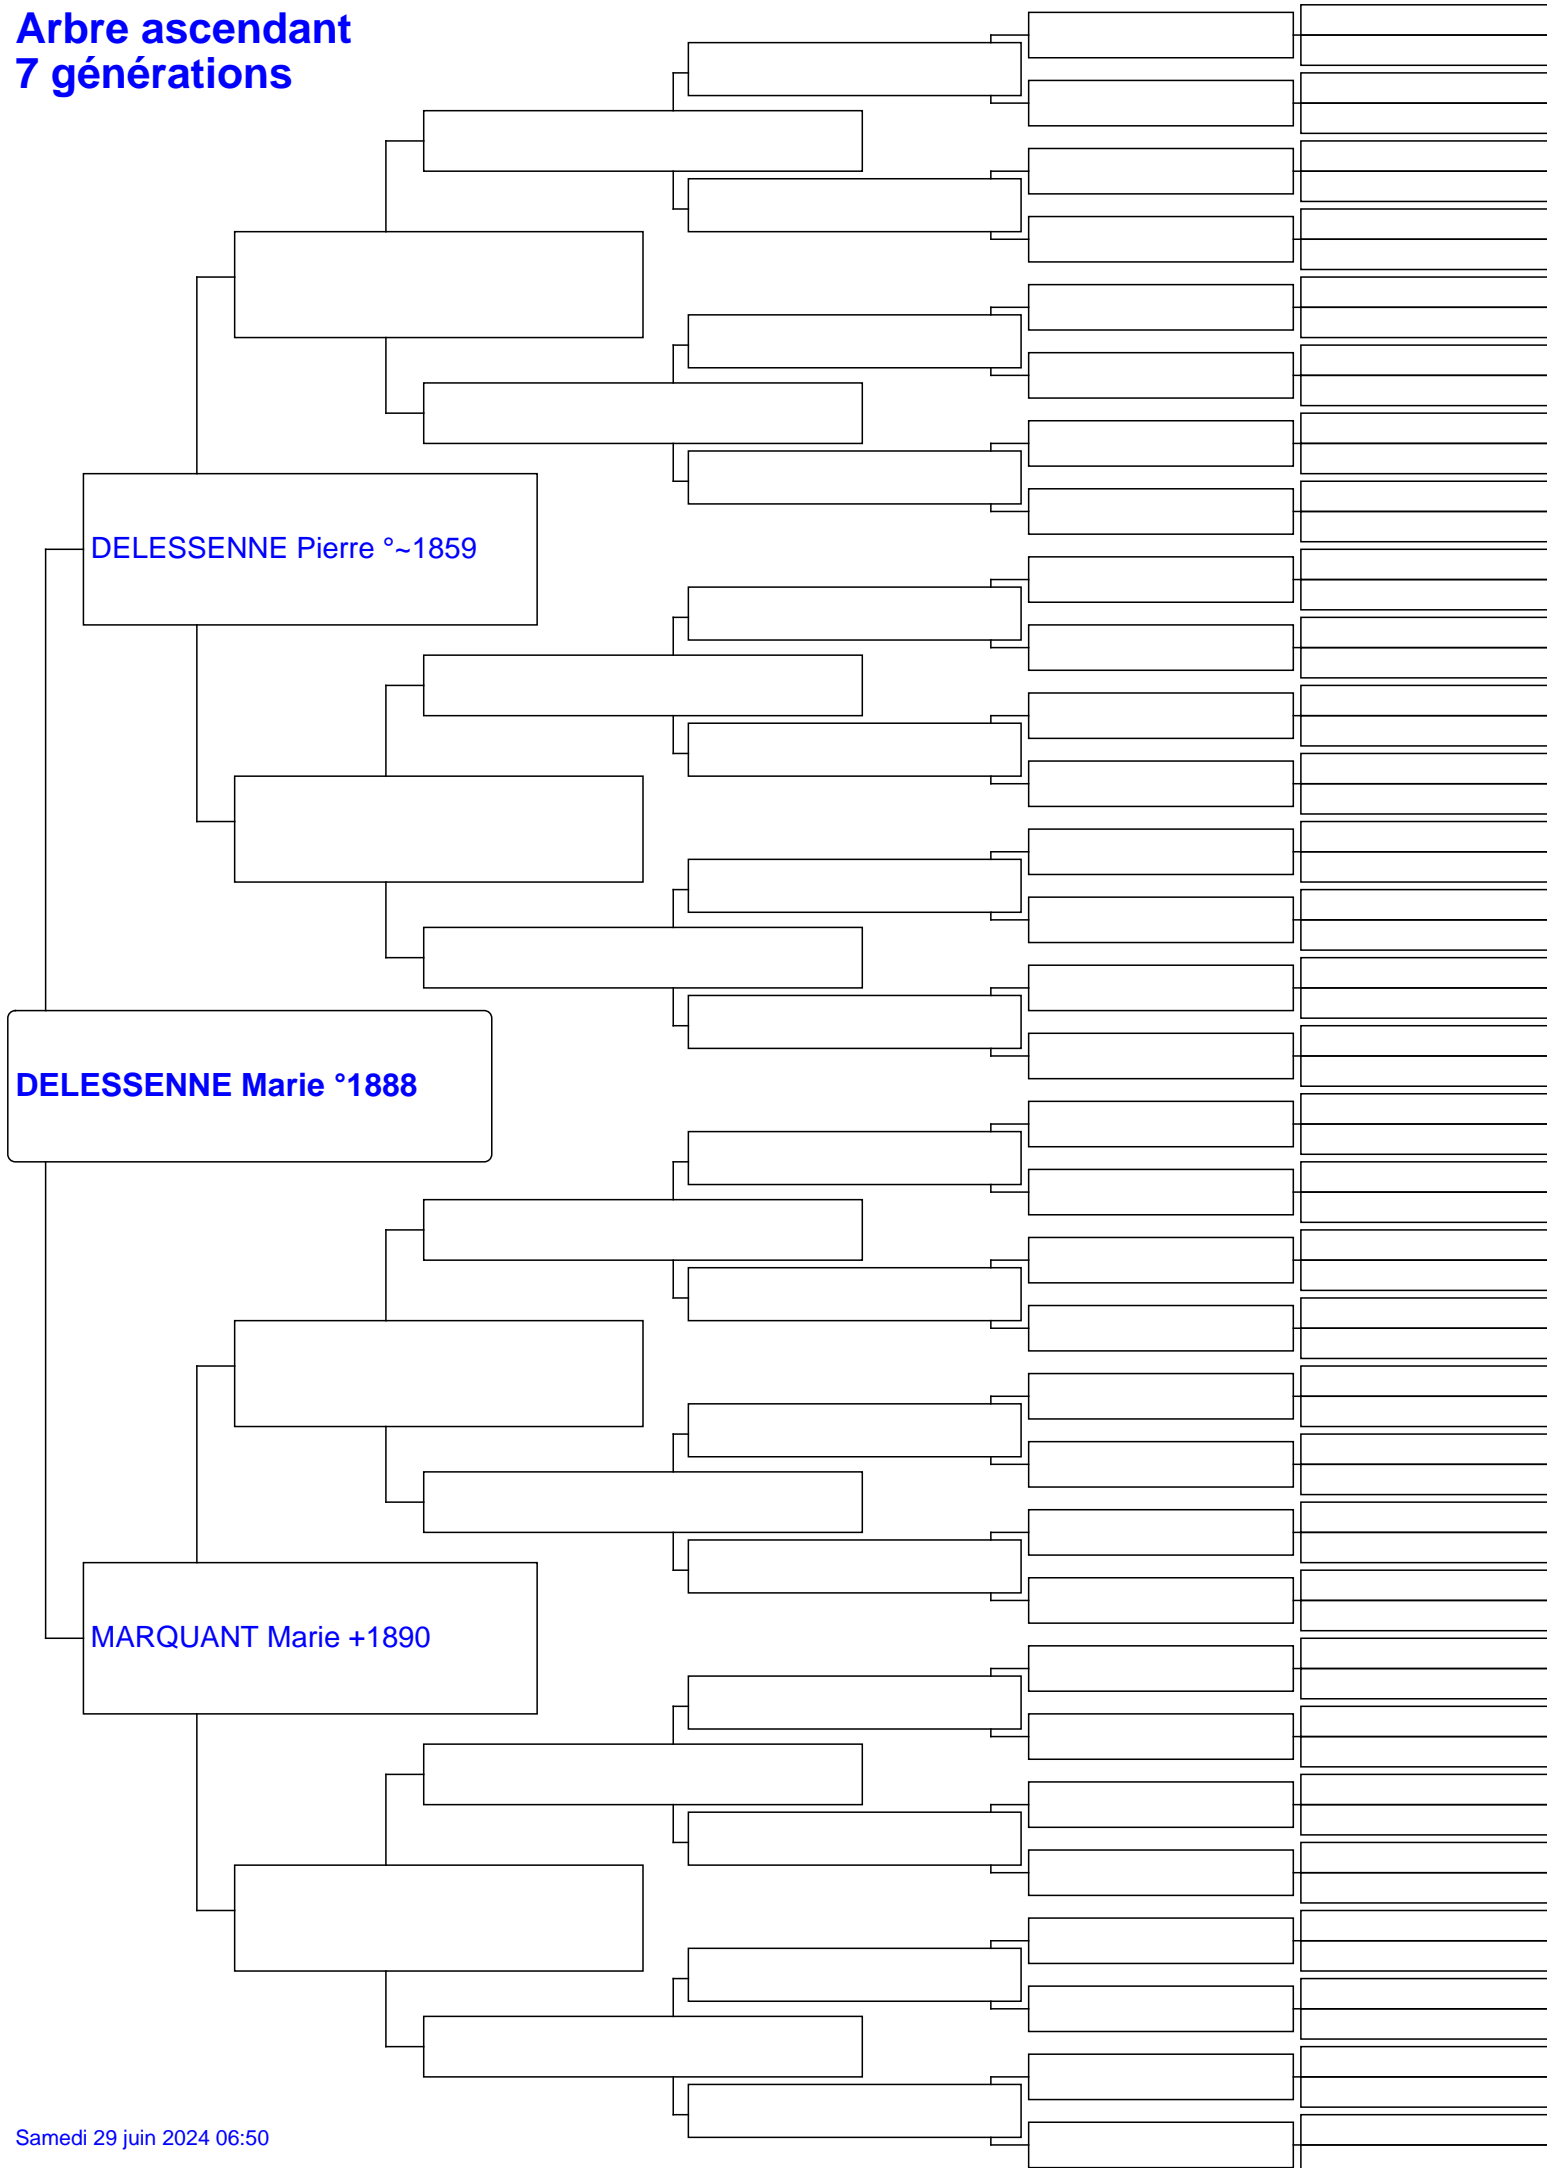 Arbre ascendant
7 générations
DELESSENNE Pierre °~1859
DELESSENNE Marie °1888
MARQUANT Marie +1890
Samedi 29 juin 2024 06:50